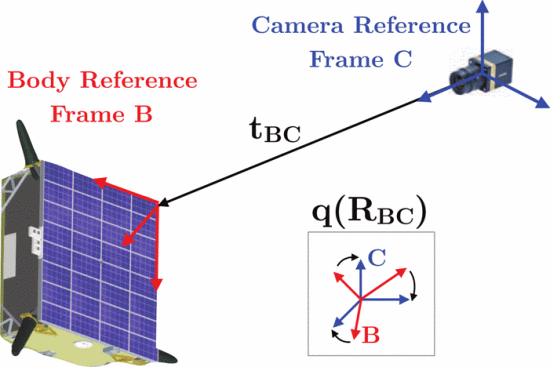 Camera Reference
Frame C
Body Reference
Frame B
tBC
q(RBC)
C
B